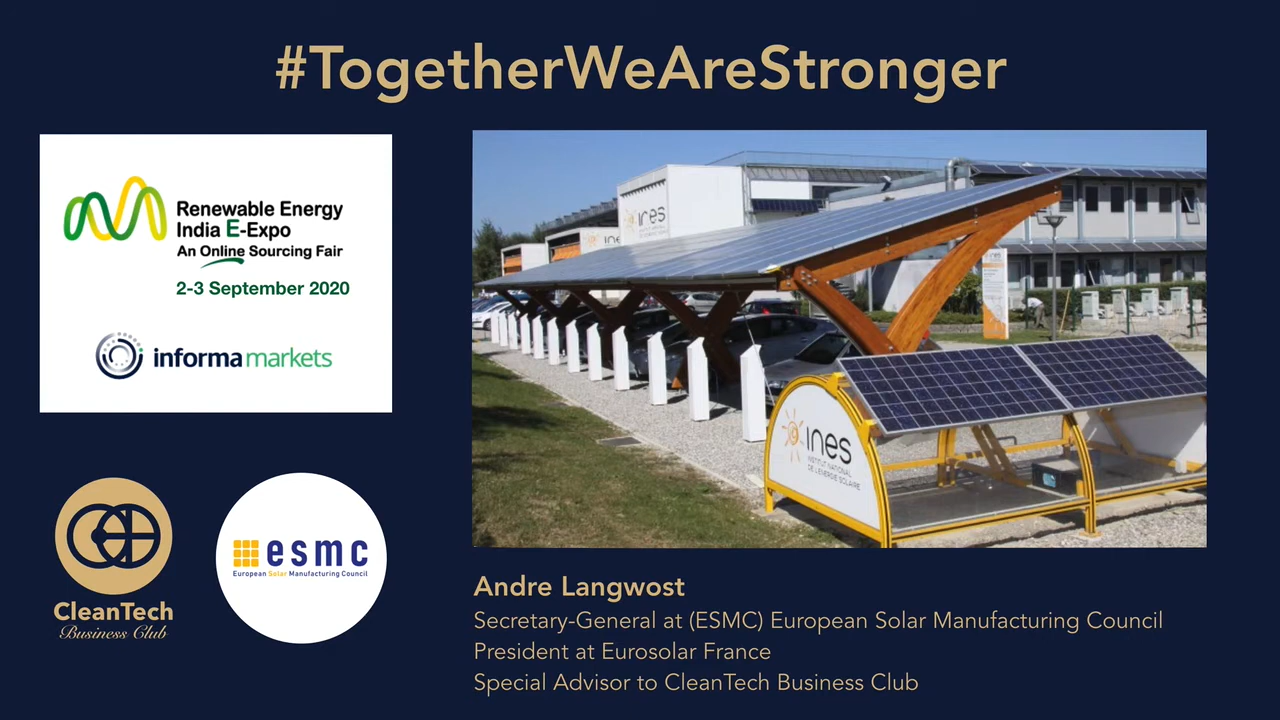 #TogetherWeAreStronger
Renewable Energy
India E-Expo
An Online Sourcing Fair
2-3 September 2020
informa markets
CleanTech
Business Club
esmc
European Solar Manufacturing Council
ines
ines
INSTITUT NATIONAL
DE L'ENERGIE SOLAIRE
Andre Langwost
Secretary-General at (ESMC) European Solar Manufacturing Council
President at Eurosolar France
Special Advisor to CleanTech Business Club